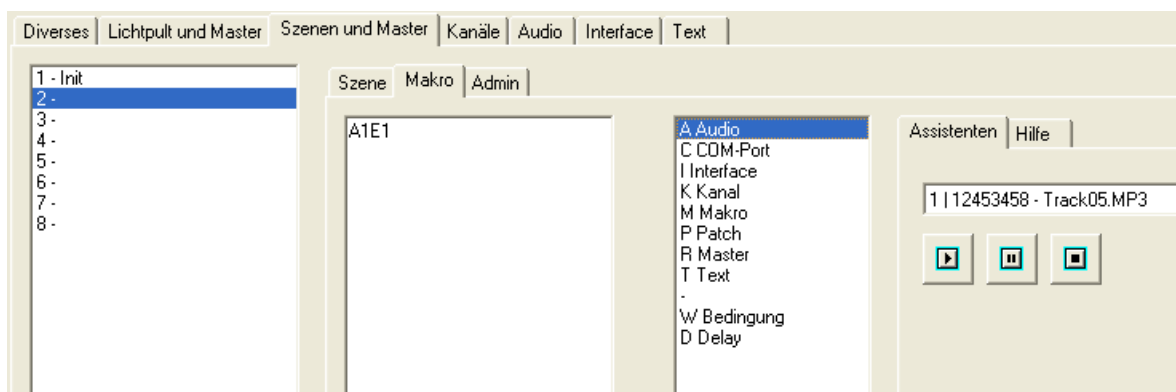 Diverses Lichtpult und Master Szenen und Master Kanäle Audio Interface Text
1 - Init
2 -
3 -
4 -
5 -
6 -
7 -
8 -
Szene Makro Admin
A1E1
A Audio
C COM-Port
I Interface
K Kanal
M Makro
P Patch
R Master
T Text
-
W Bedingung
D Delay
Assistenten Hilfe
1 | 12453458 - Track05.MP3